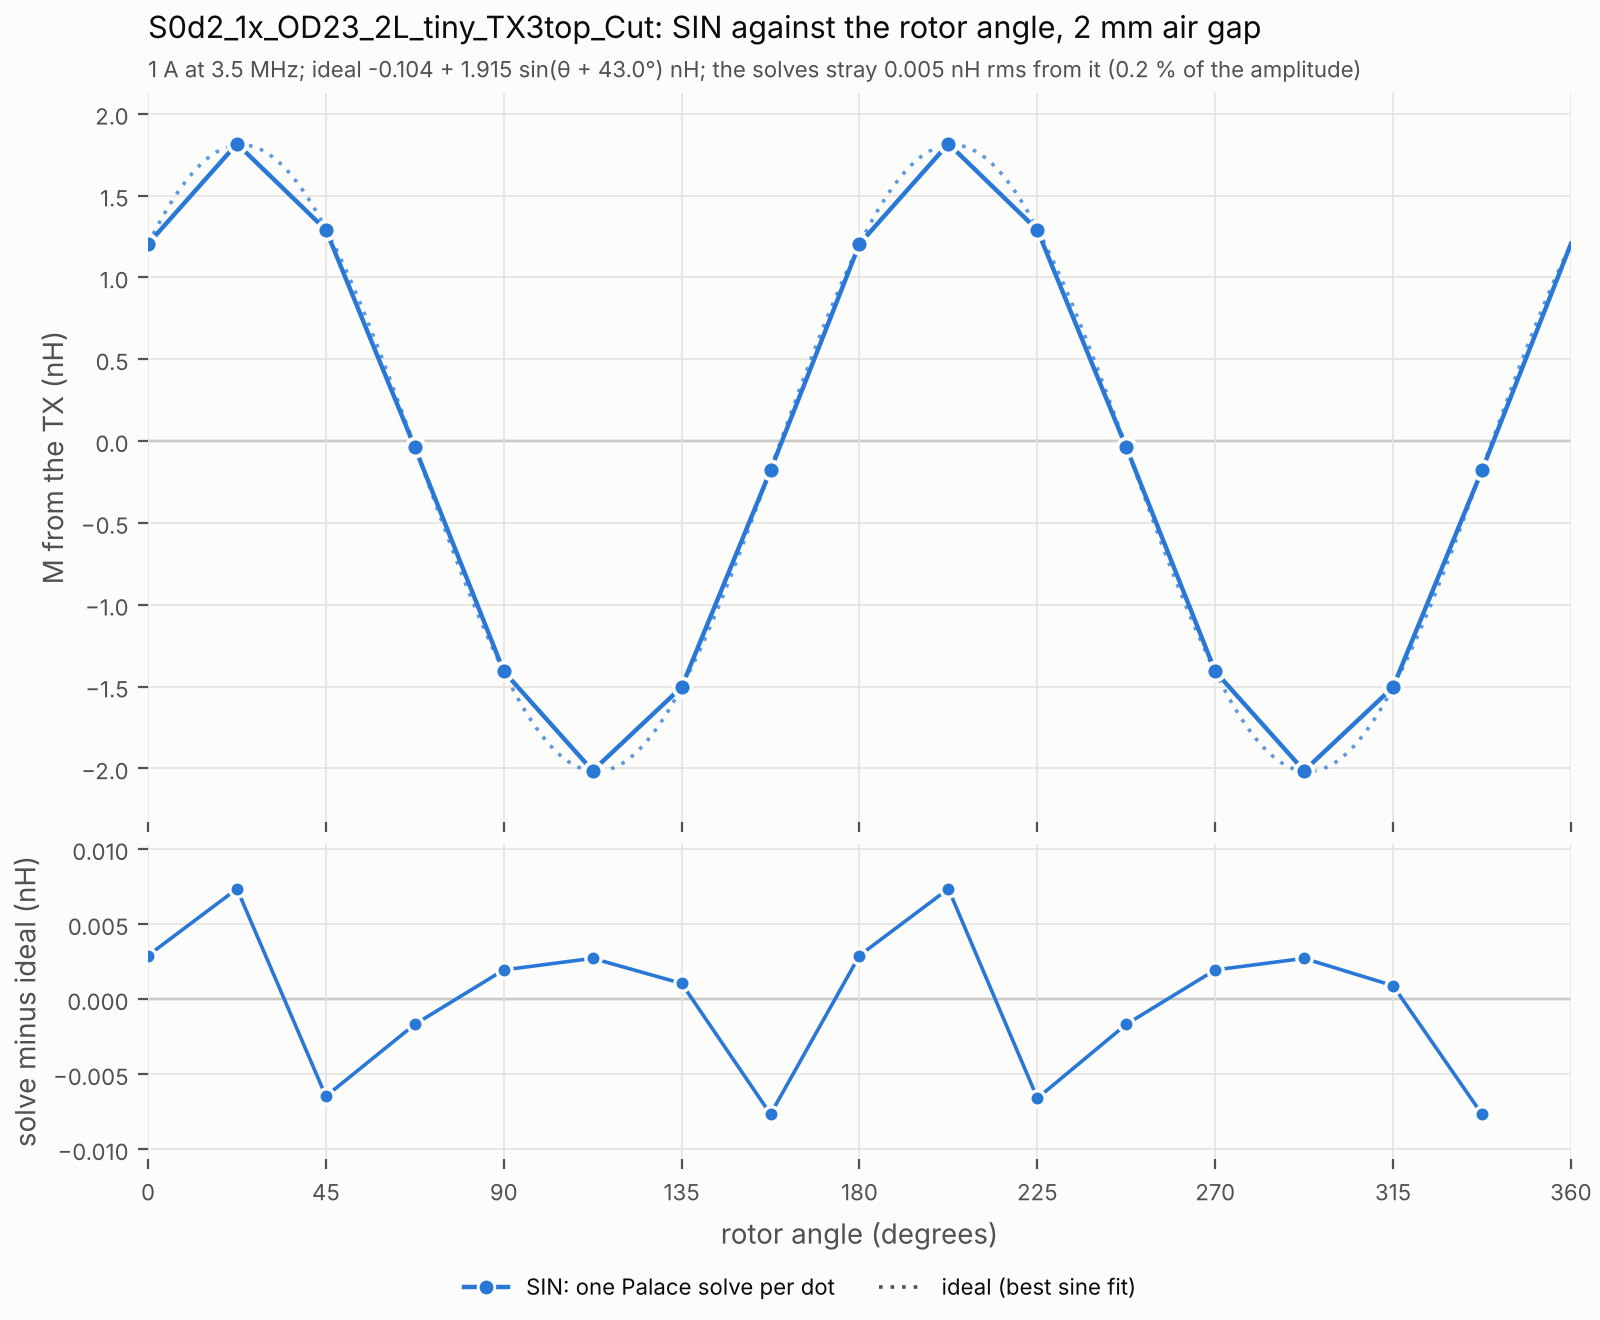 S0d2_1x_OD23_2L_tiny_TX3top_Cut: SIN against the rotor angle, 2 mm air gap
1 A at 3.5 MHz; ideal -0.104 + 1.915 sin(θ + 43.0°) nH; the solves stray 0.005 nH rms from it (0.2 % of the amplitude)
M from the TX (nH)
2.0
1.5
1.0
0.5
0.0
−0.5
−1.0
−1.5
−2.0
solve minus ideal (nH)
0.010
0.005
0.000
−0.005
−0.010
0 45 90 135 180 225 270 315 360
rotor angle (degrees)
SIN: one Palace solve per dot ideal (best sine fit)